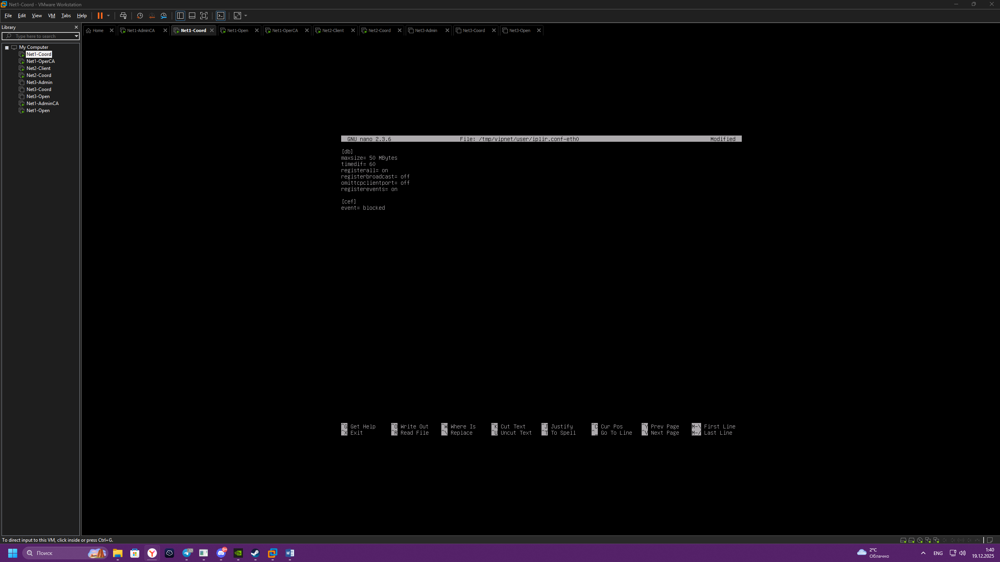 Net1-Coord - VMware Workstation
File Edit View VM Tabs Help
Library
Type here to search
My Computer
Net1-Coord
Net1-OperCA
Net2-Client
Net2-Coord
Net3-Admin
Net3-Coord
Net3-Open
Net1-AdminCA
Net1-Open
Home Net1-AdminCA Net1-Coord Net1-Open Net1-OperCA Net2-Client Net2-Coord Net3-Admin Net3-Coord Net3-Open
GNU nano 2.3.6 File: /tmp/vipnet/user/iplir.conf-eth0 Modified
[db]
maxsize= 50 MBytes
timedif= 60
registerall= on
registerbroadcast= off
omittcpclientport= off
registerevents= on
[cef]
event= blocked
^G Get Help ^O Write Out ^W Where Is ^K Cut Text ^J Justify ^C Cur Pos ^Y Prev Page M-\ First Line
^X Exit ^R Read File ^\ Replace ^U Uncut Text ^T To Spell ^_ Go To Line ^V Next Page M-/ Last Line
To direct input to this VM, click inside or press Ctrl+G.
Поиск
57
9+
2°C
Облачно
ENG
1:40
19.12.2025